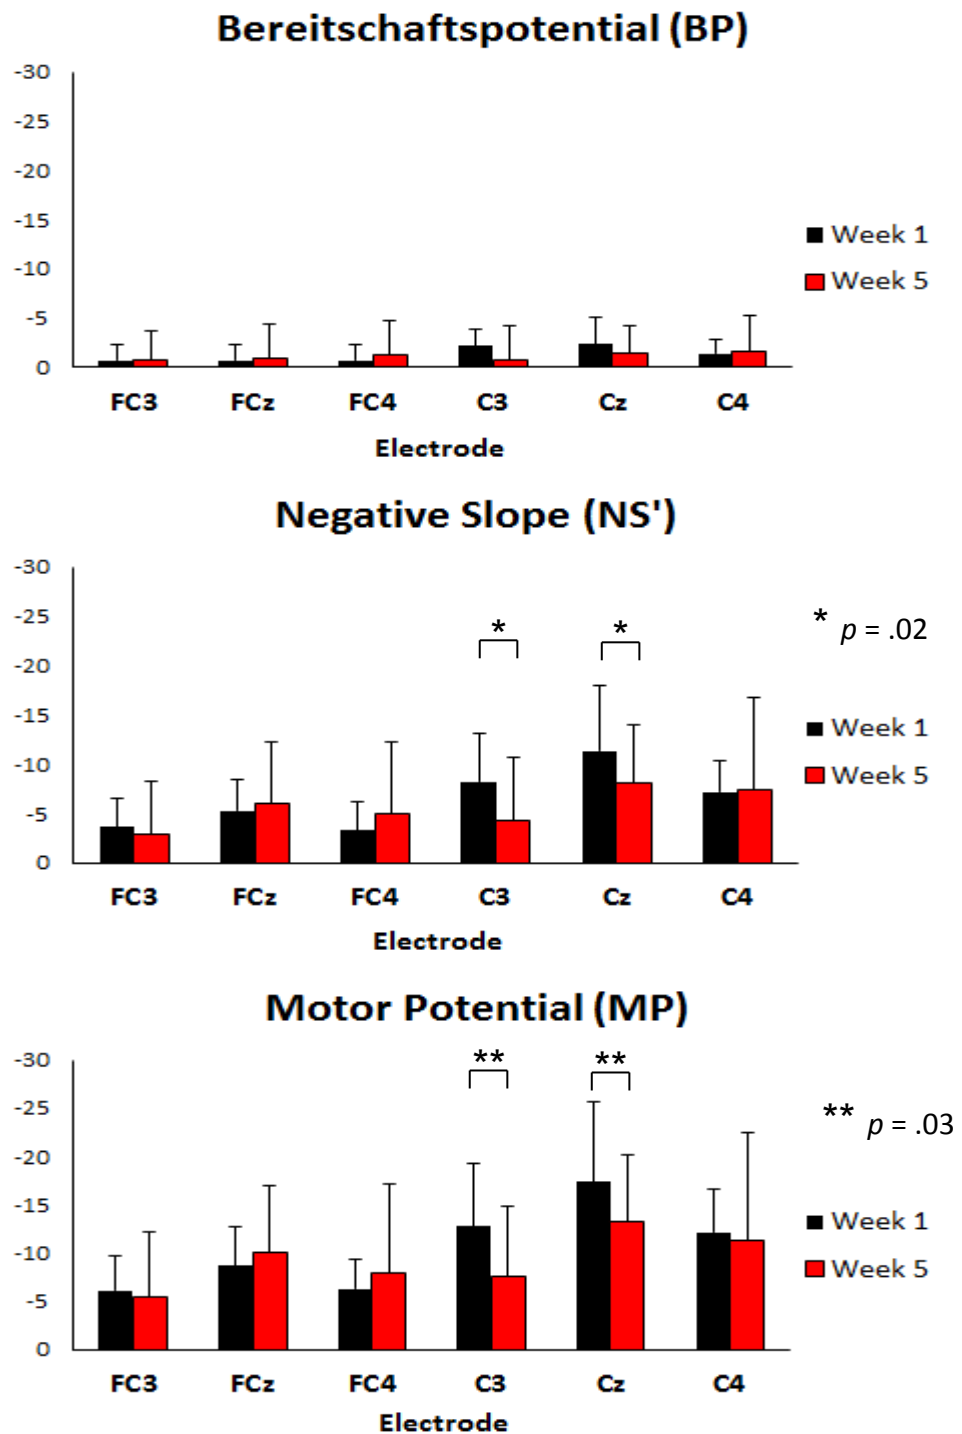 Bereitschaftspotential (BP)
-30
-25
-20
-15
-10
-5
0
Week 1
Week 5
FC3 FCz FC4 C3 Cz C4
Electrode
Negative Slope (NS')
-30
-25
-20
-15
-10
-5
0
* *
* p = .02
Week 1
Week 5
FC3 FCz FC4 C3 Cz C4
Electrode
Motor Potential (MP)
-30
-25
-20
-15
-10
-5
0
** **
** p = .03
Week 1
Week 5
FC3 FCz FC4 C3 Cz C4
Electrode